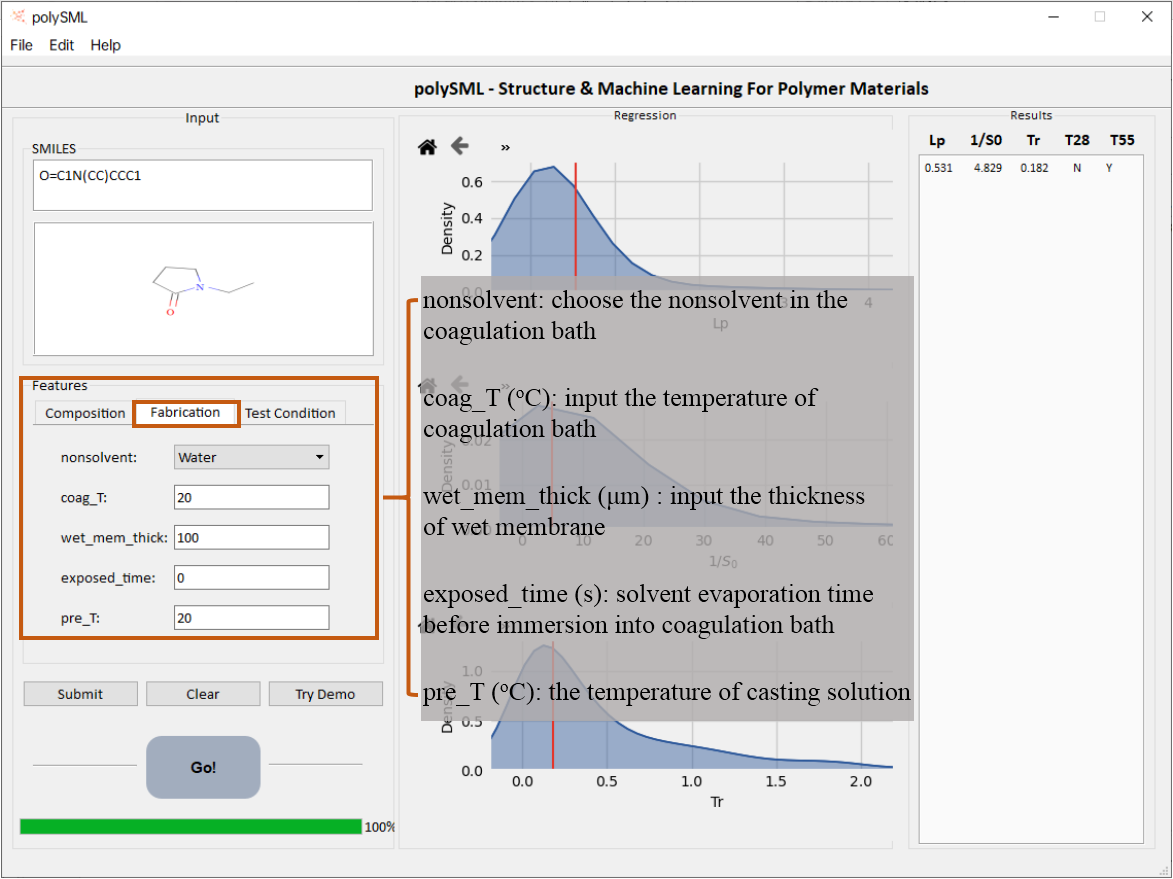 polySML
File Edit Help
polySML - Structure & Machine Learning For Polymer Materials
Input
SMILES
O=C1N(CC)CCC1
N
O
Features
Composition Fabrication Test Condition
nonsolvent: Water
coag_T: 20
wet_mem_thick: 100
exposed_time: 0
pre_T: 20
Submit Clear Try Demo
Go!
100%
Regression
»
Density
0.6
0.4
0.2
0.0
3
4
Lp
nonsolvent: choose the nonsolvent in the
coagulation bath
coag_T (°C): input the temperature of
coagulation bath
wet_mem_thick (μm) : input the thickness
of wet membrane
exposed_time (s): solvent evaporation time
before immersion into coagulation bath
pre_T (°C): the temperature of casting solution
»
Density
0.02
0.01
0.00
0 10 20 30 40 50 60
1/S0
Density
1.0
0.5
0.0
0.0 0.5 1.0 1.5 2.0
Tr
Results
Lp 1/S0 Tr T28 T55
0.531 4.829 0.182 N Y